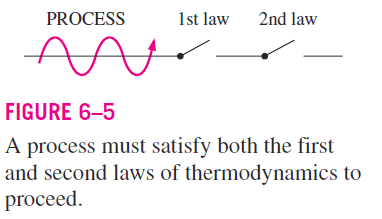 PROCESS 1st law 2nd law
FIGURE 6–5
A process must satisfy both the first
and second laws of thermodynamics to
proceed.